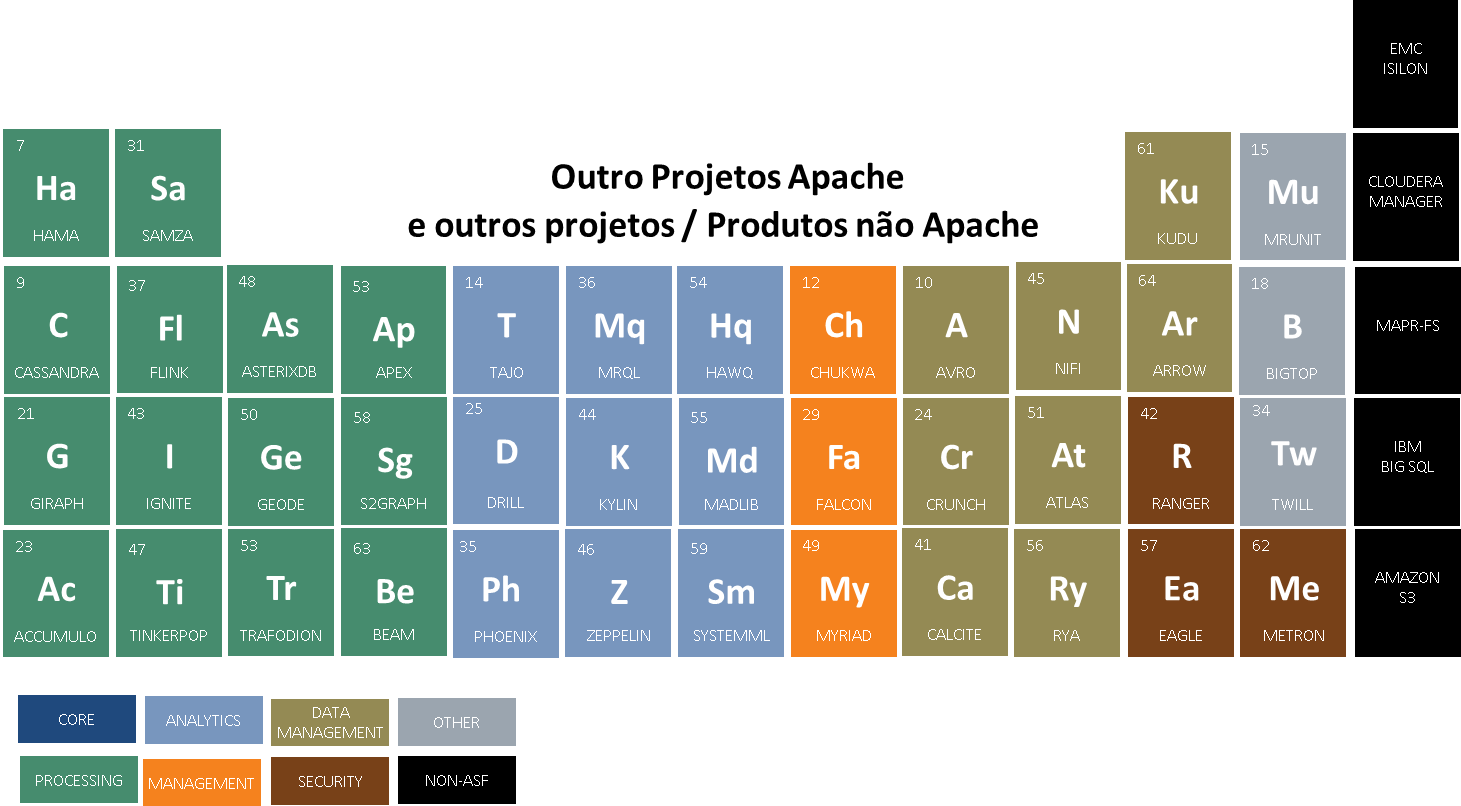 EMC
ISILON
7
Ha
HAMA
31
Sa
SAMZA
Outro Projetos Apache
e outros projetos / Produtos não Apache
61
Ku
KUDU
15
Mu
MRUNIT
CLOUDERA
MANAGER
9
C
CASSANDRA
37
Fl
FLINK
48
As
ASTERIXDB
53
Ap
APEX
14
T
TAJO
36
Mq
MRQL
54
Hq
HAWQ
12
Ch
CHUKWA
10
A
AVRO
45
N
NIFI
64
Ar
ARROW
18
B
BIGTOP
MAPR-FS
21
G
GIRAPH
43
I
IGNITE
50
Ge
GEODE
58
Sg
S2GRAPH
25
D
DRILL
44
K
KYLIN
55
Md
MADLIB
29
Fa
FALCON
24
Cr
CRUNCH
51
At
ATLAS
42
R
RANGER
34
Tw
TWILL
IBM
BIG SQL
23
Ac
ACCUMULO
47
Ti
TINKERPOP
53
Tr
TRAFODION
63
Be
BEAM
35
Ph
PHOENIX
46
Z
ZEPPELIN
59
Sm
SYSTEMML
49
My
MYRIAD
41
Ca
CALCITE
56
Ry
RYA
57
Ea
EAGLE
62
Me
METRON
AMAZON
S3
CORE
ANALYTICS
DATA
MANAGEMENT
OTHER
PROCESSING
MANAGEMENT
SECURITY
NON-ASF